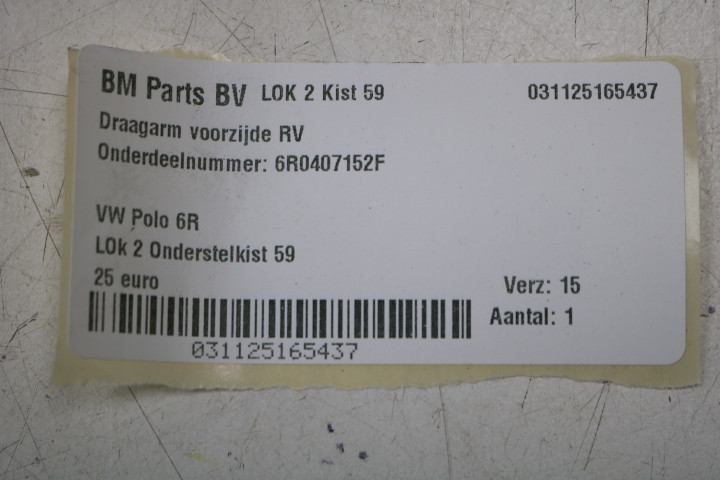 BM Parts BV LOK 2 Kist 59 031125165437
Draagarm voorzijde RV
Onderdeelnummer: 6R0407152F
VW Polo 6R
LOk 2 Onderstelkist 59
25 euro
Verz: 15
Aantal: 1
031125165437